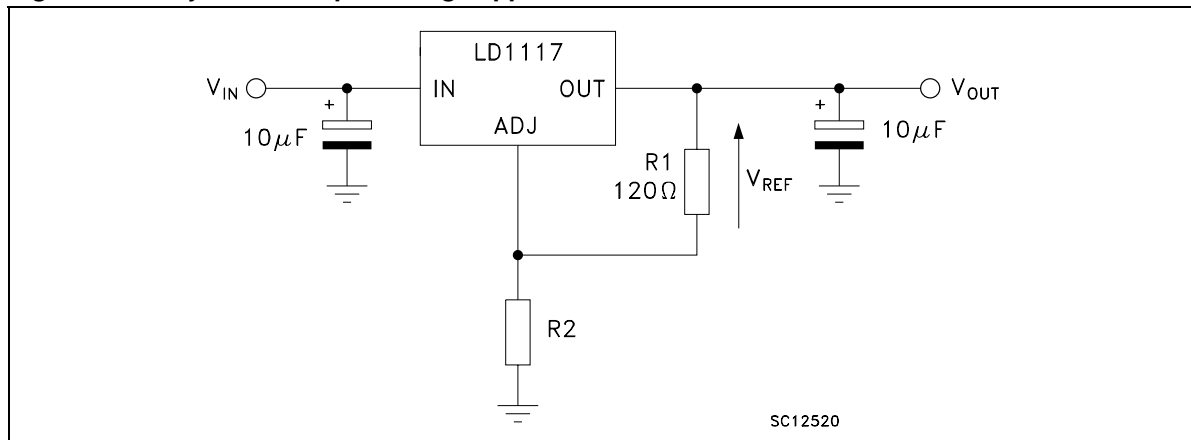 LD1117
V_IN
IN
OUT
V_OUT
+
10μF
ADJ
+
10μF
R1
120Ω
V_REF
R2
SC12520